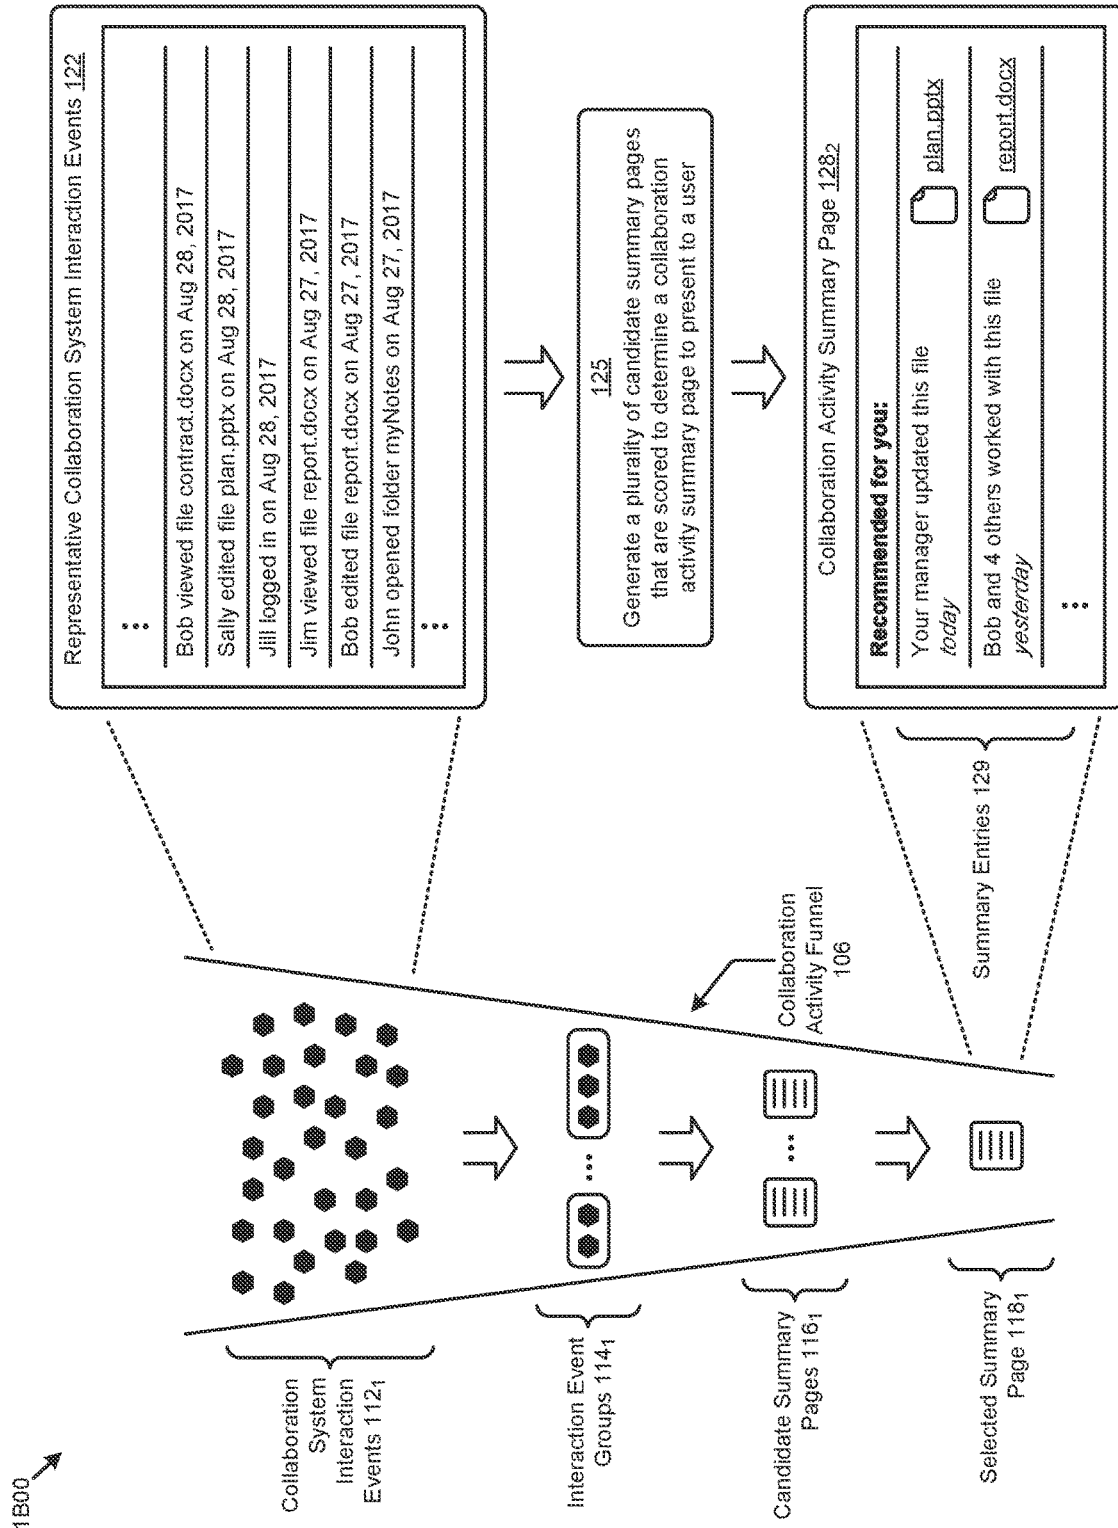 1B00
Collaboration
System
Interaction
Events 112₁
Interaction Event
Groups 114₁
Candidate Summary
Pages 116₁
Selected Summary
Page 118₁
...
...
Collaboration
Activity Funnel
106
Representative Collaboration System Interaction Events 122
Bob viewed file contract.docx on Aug 28, 2017
Sally edited file plan.pptx on Aug 28, 2017
Jill logged in on Aug 28, 2017
Jim viewed file report.docx on Aug 27, 2017
Bob edited file report.docx on Aug 27, 2017
John opened folder myNotes on Aug 27, 2017
125
Generate a plurality of candidate summary pages
that are scored to determine a collaboration
activity summary page to present to a user
Collaboration Activity Summary Page 128₂
Recommended for you:
Your manager updated this file
today
plan.pptx
Bob and 4 others worked with this file
yesterday
report.docx
Summary Entries 129